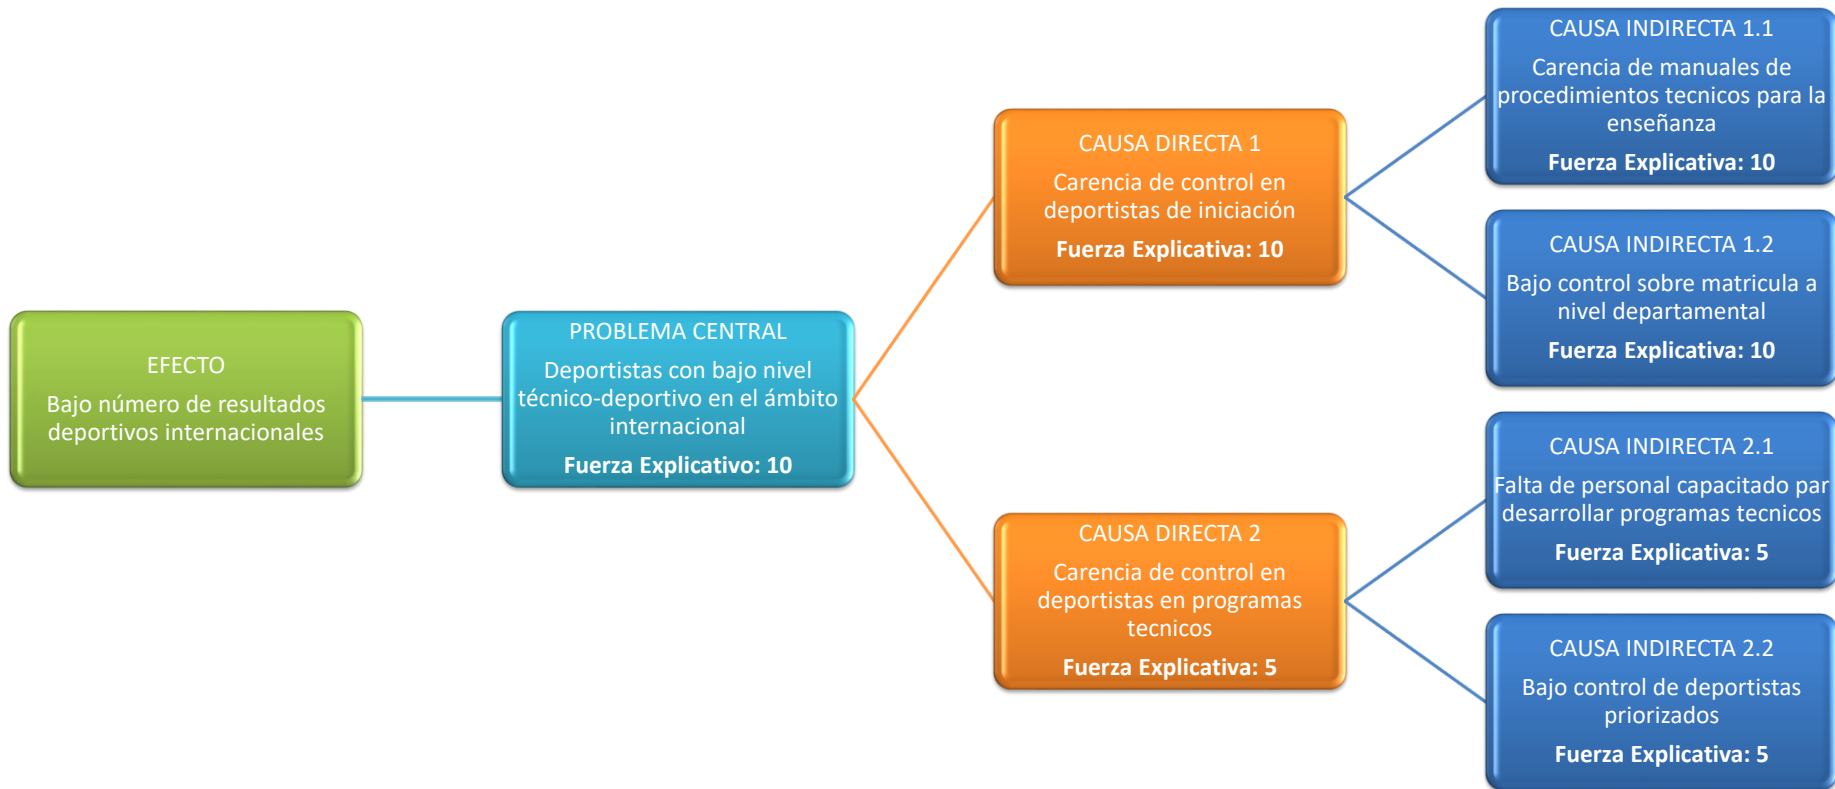 EFECTO
Bajo número de resultados
deportivos internacionales
PROBLEMA CENTRAL
Deportistas con bajo nivel
técnico-deportivo en el ámbito
internacional
Fuerza Explicativo: 10
CAUSA DIRECTA 1
Carencia de control en
deportistas de iniciación
Fuerza Explicativa: 10
CAUSA INDIRECTA 1.1
Carencia de manuales de
procedimientos tecnicos para la
enseñanza
Fuerza Explicativa: 10
CAUSA INDIRECTA 1.2
Bajo control sobre matricula a
nivel departamental
Fuerza Explicativa: 10
CAUSA DIRECTA 2
Carencia de control en
deportistas en programas
tecnicos
Fuerza Explicativa: 5
CAUSA INDIRECTA 2.1
Falta de personal capacitado par
desarrollar programas tecnicos
Fuerza Explicativa: 5
CAUSA INDIRECTA 2.2
Bajo control de deportistas
priorizados
Fuerza Explicativa: 5